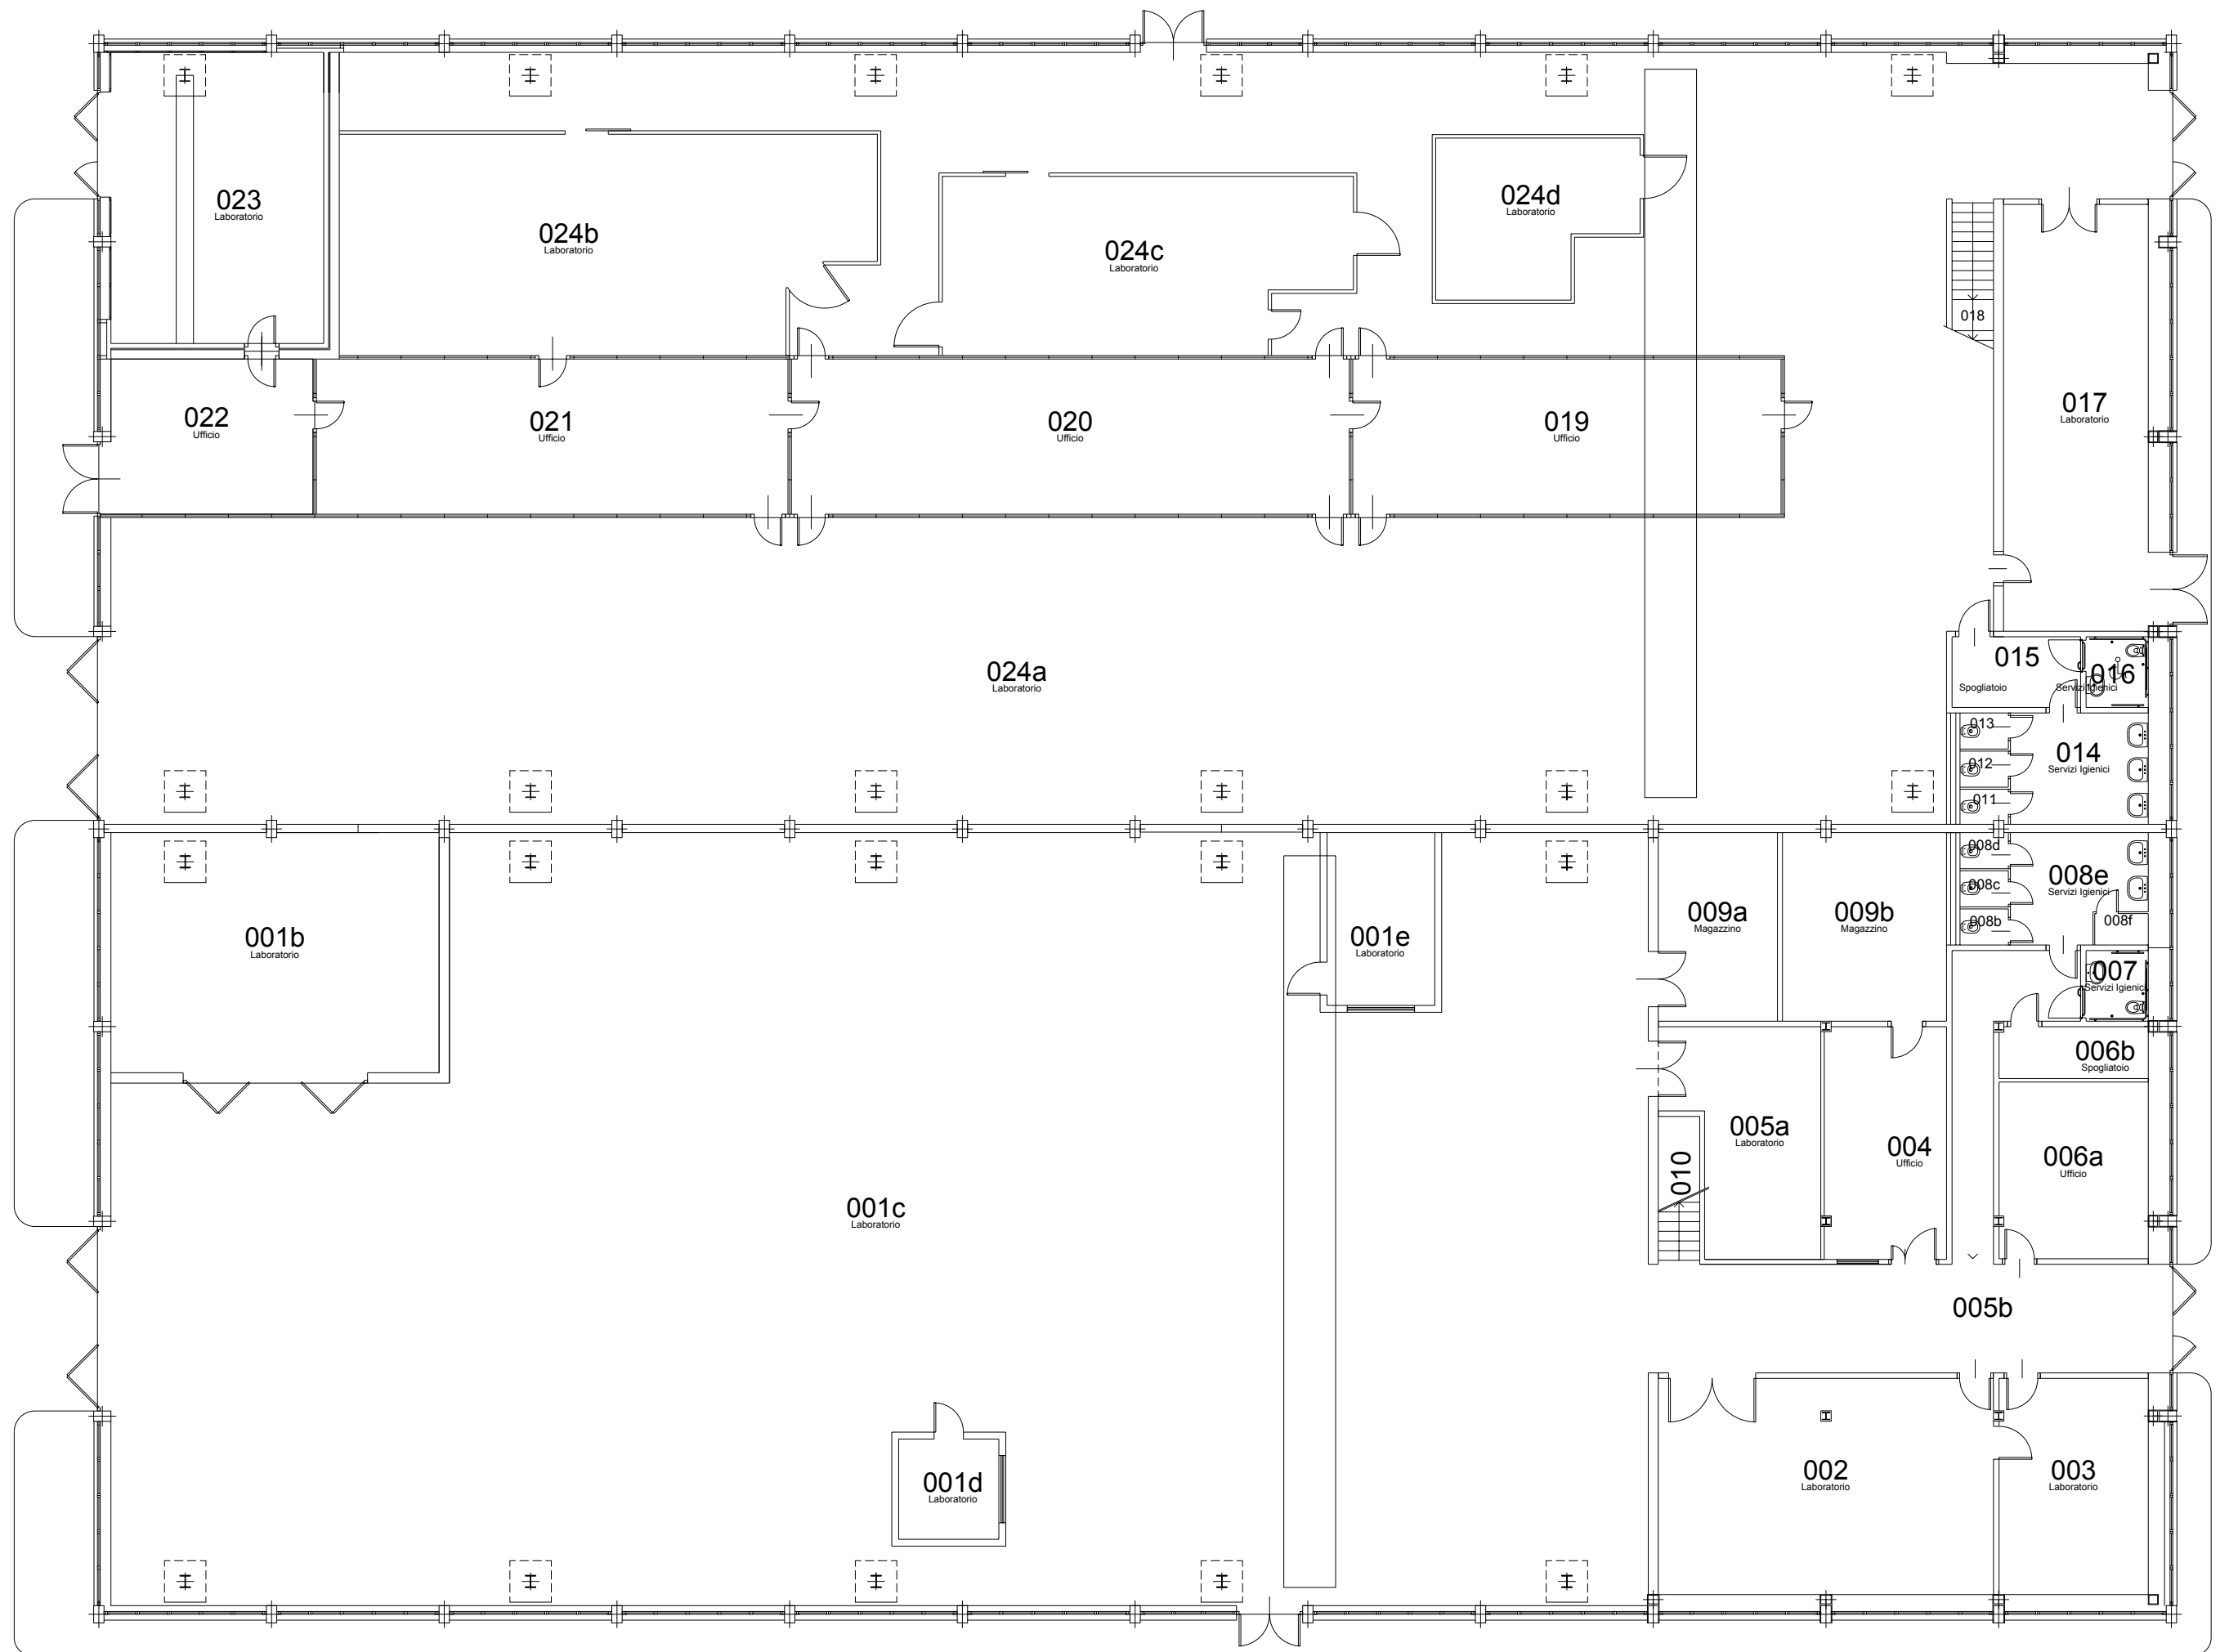 023
Laboratorio
024b
Laboratorio
024c
Laboratorio
024d
Laboratorio
018
017
Laboratorio
022
Ufficio
021
Ufficio
020
Ufficio
019
Ufficio
024a
Laboratorio
015
Spogliatoio
016
Servizi Igienici
013
012
011
014
Servizi Igienici
008d
008c
008b
008e
Servizi Igienici
008f
007
Servizi Igienici
001b
Laboratorio
001e
Laboratorio
009a
Magazzino
009b
Magazzino
006b
Spogliatoio
005a
Laboratorio
010
004
Ufficio
006a
Ufficio
001c
Laboratorio
005b
001d
Laboratorio
002
Laboratorio
003
Laboratorio